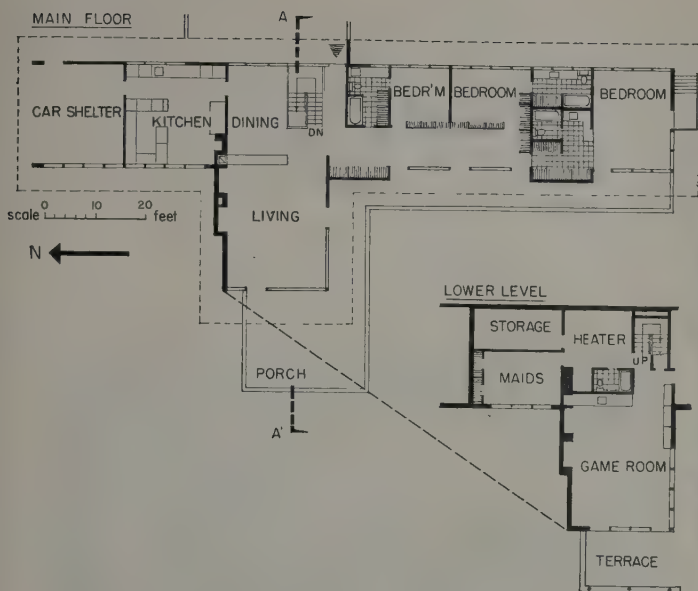 MAIN FLOOR
A
CAR SHELTER
KITCHEN
DINING
DN
BEDR'M
BEDROOM
BEDROOM
scale 0 10 20 feet
LIVING
N
PORCH
A'
LOWER LEVEL
STORAGE
HEATER
UP
MAIDS
GAME ROOM
TERRACE